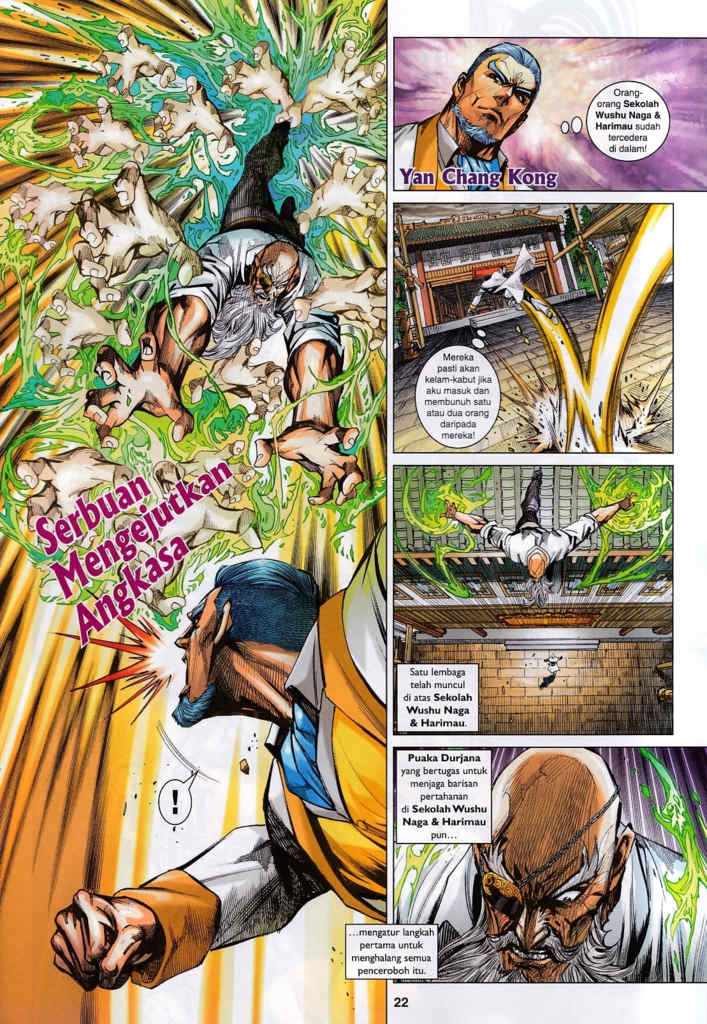 Orang-
orang Sekolah
Wushu Naga &
Harimau sudah
tercedera
di dalam!
Yan Chang Kong
Mereka
pasti akan
kelam-kabut jika
aku masuk dan
membunuh satu
atau dua orang
daripada
mereka!
Satu lembaga
telah muncul
di atas Sekolah
Wushu Naga
& Harimau.
Puaka Durjana
yang bertugas untuk
menjaga barisan
pertahanan
di Sekolah Wushu
Naga & Harimau
pun...
...mengatur langkah
pertama untuk
menghalang semua
penceroboh itu.
Serbuan
Mengejutkan
Angkasa
!
22